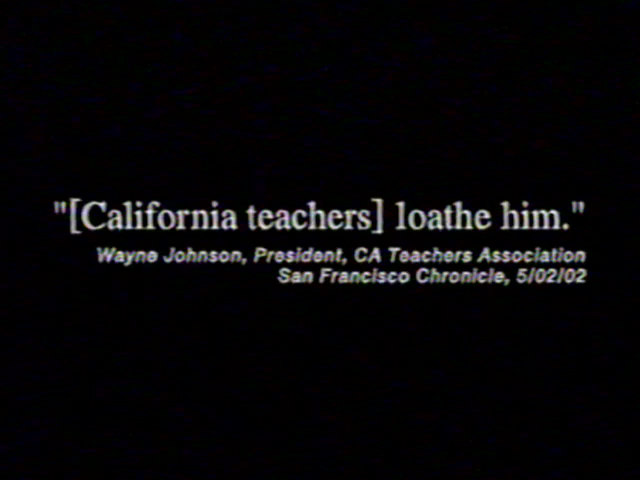 "[California teachers] loathe him."
Wayne Johnson, President, CA Teachers Association
San Francisco Chronicle, 5/02/02